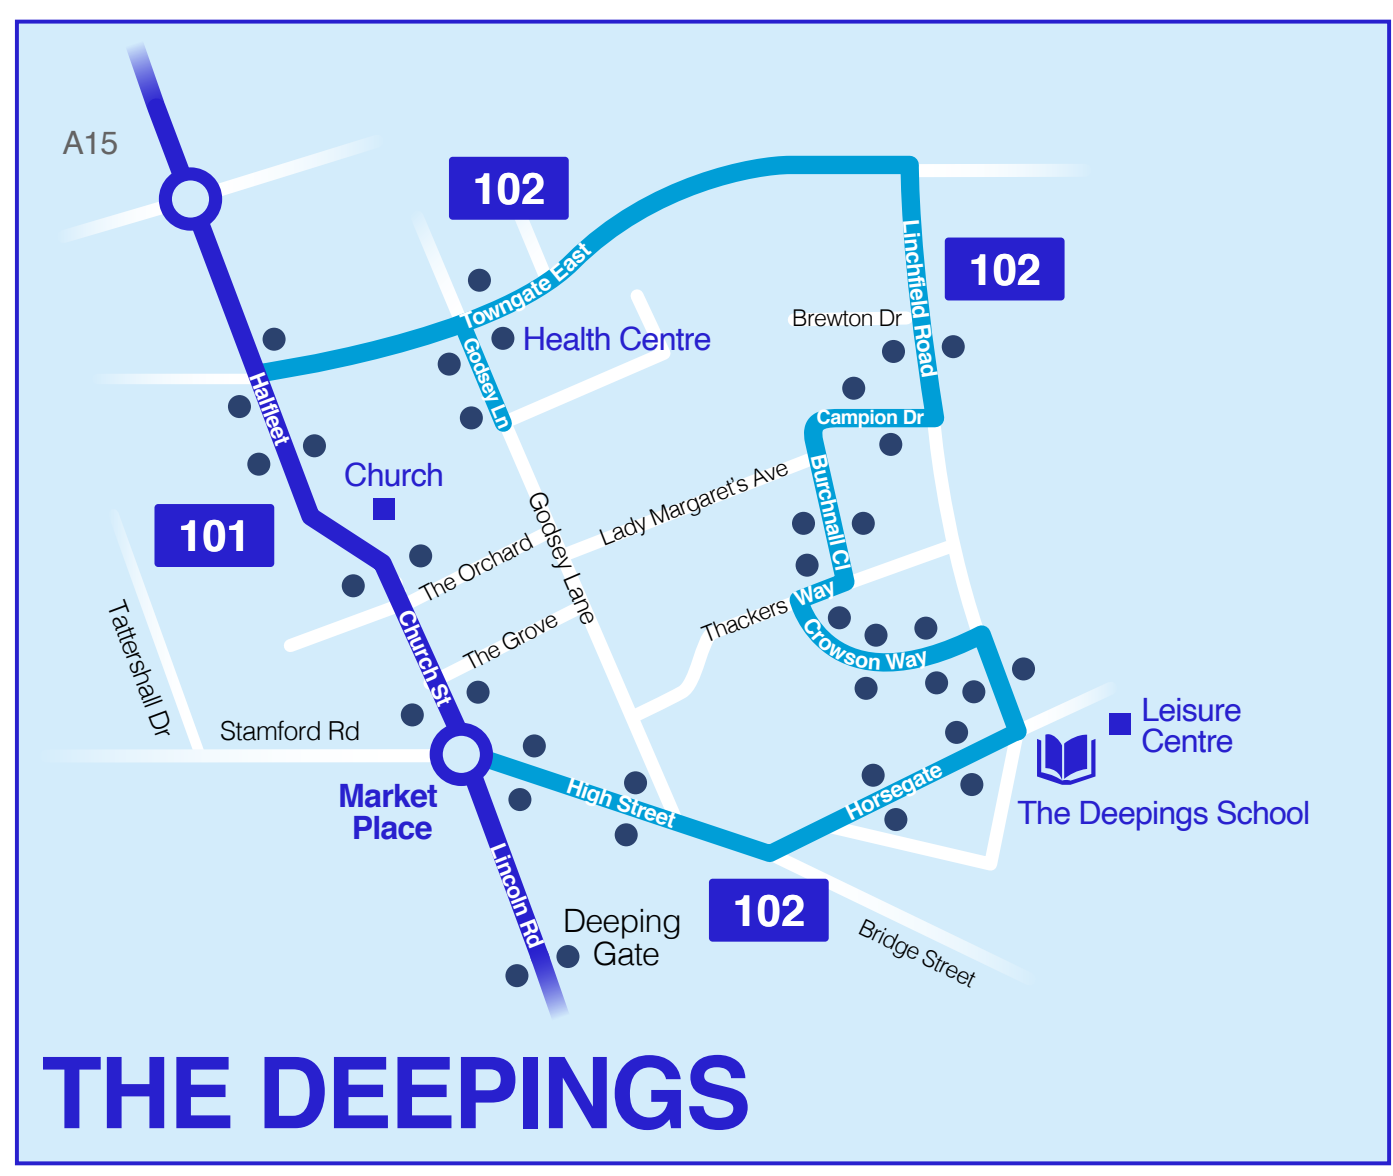 A15
102
Towngate East
Linchfield Road
102
Brewton Dr
Health Centre
Godsey Ln
Halfleet
Campion Dr
Church
Burchnall Cl
Lady Margaret's Ave
Godsey Lane
101
The Orchard
Thackers Way
Tattershall Dr
Church St
The Grove
Crowson Way
Stamford Rd
Leisure
Centre
Market
Place
High Street
Horsegate
The Deepings School
Lincoln Rd
102
Deeping
Gate
Bridge Street
THE DEEPINGS